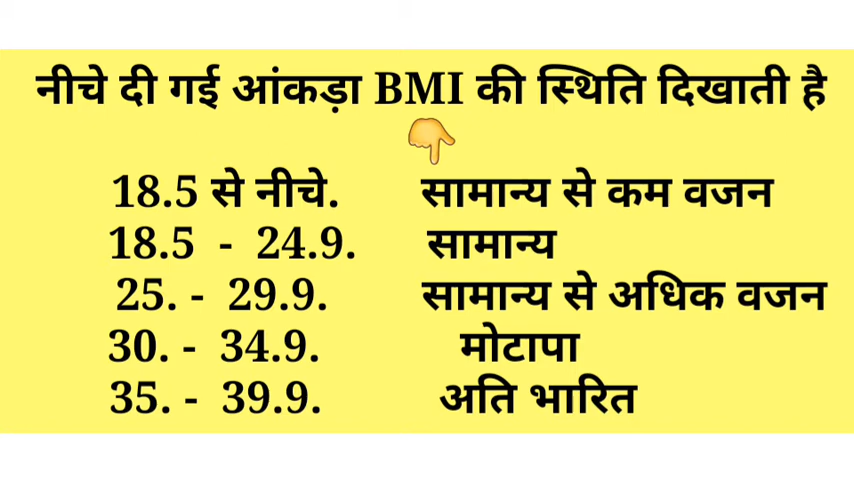 नीचे दी गई आंकड़ा BMI की स्थिति दिखाती है
👇
18.5 से नीचे. सामान्य से कम वजन
18.5 - 24.9. सामान्य
25. - 29.9. सामान्य से अधिक वजन
30. - 34.9. मोटापा
35. - 39.9. अति भारित